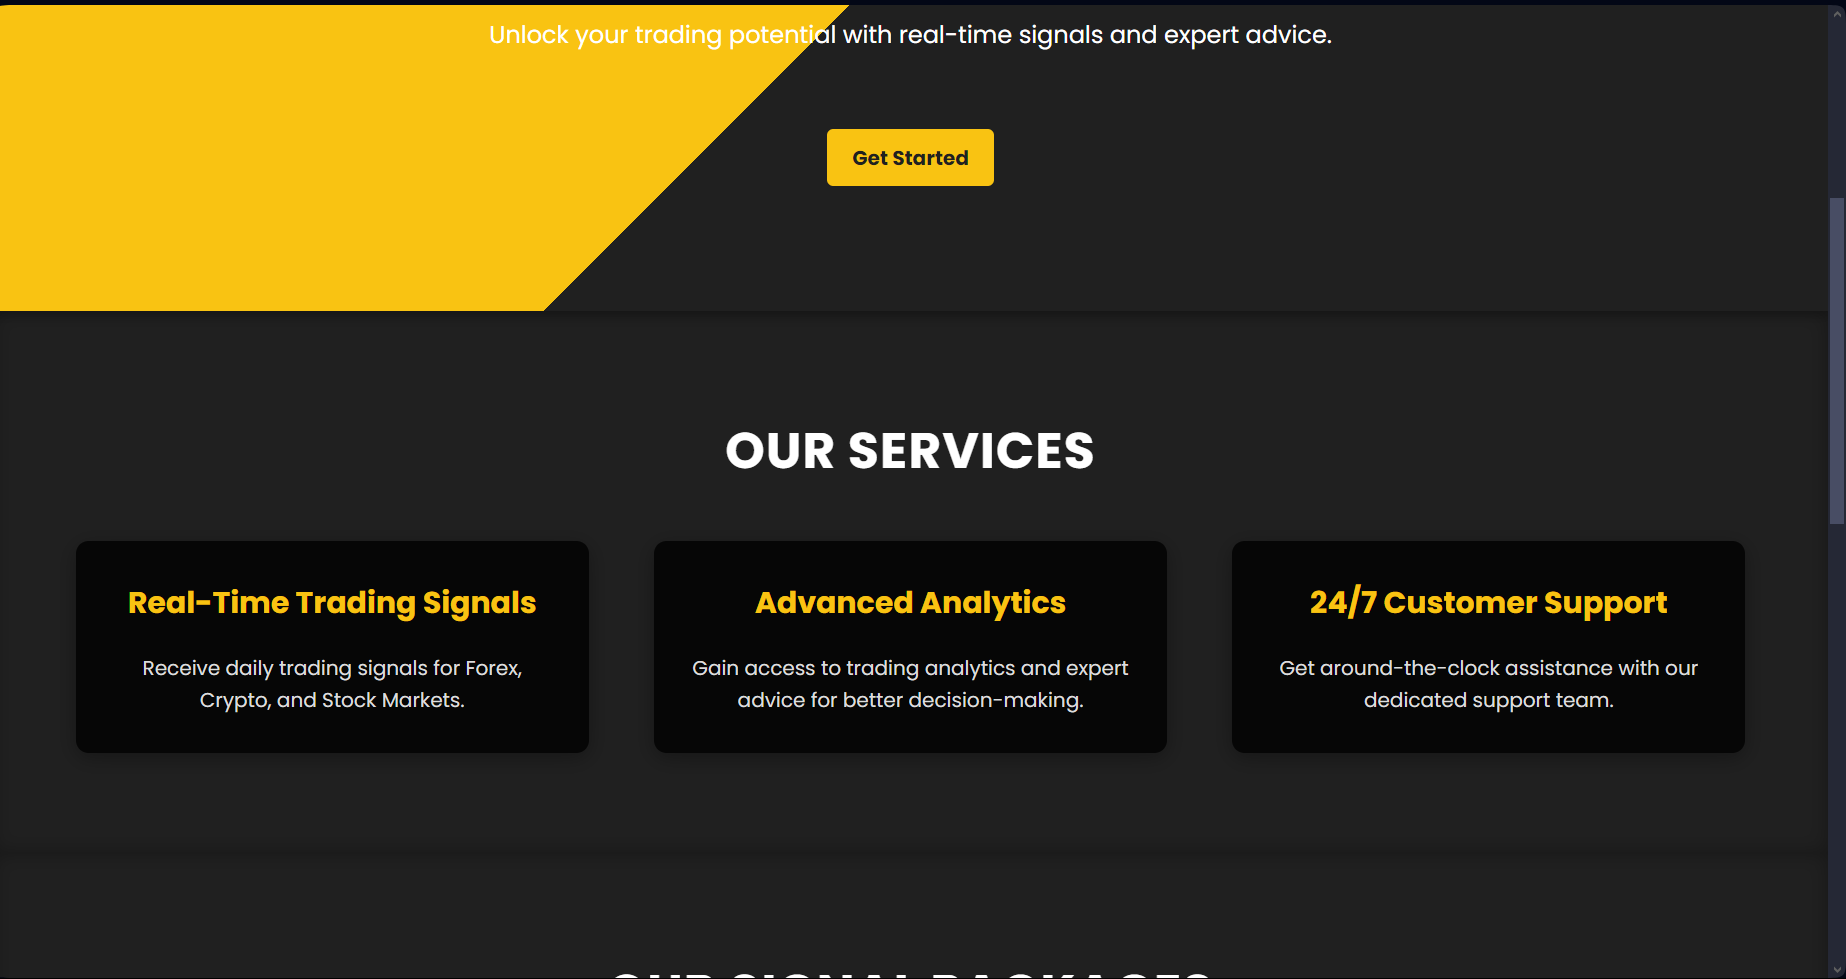 Unlock your trading potential with real-time signals and expert advice.
Get Started
OUR SERVICES
Real-Time Trading Signals
Receive daily trading signals for Forex,
Crypto, and Stock Markets.
Advanced Analytics
Gain access to trading analytics and expert
advice for better decision-making.
24/7 Customer Support
Get around-the-clock assistance with our
dedicated support team.
OUR SIGNAL PACKAGES